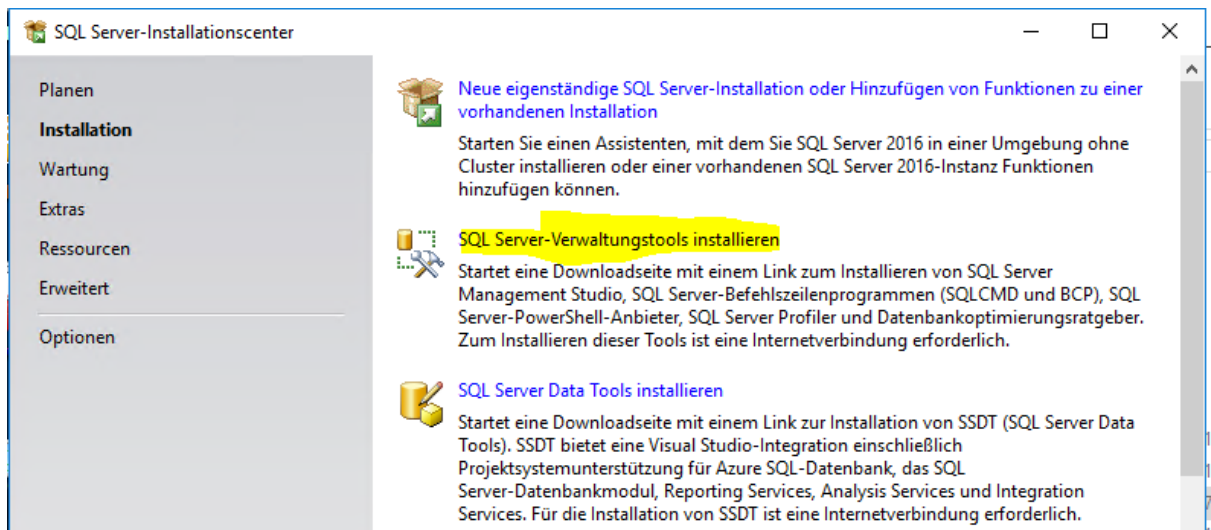 SQL Server-Installationscenter
Planen
Installation
Wartung
Extras
Ressourcen
Erweitert
Optionen
Neue eigenständige SQL Server-Installation oder Hinzufügen von Funktionen zu einer
vorhandenen Installation
Starten Sie einen Assistenten, mit dem Sie SQL Server 2016 in einer Umgebung ohne
Cluster installieren oder einer vorhandenen SQL Server 2016-Instanz Funktionen
hinzufügen können.
SQL Server-Verwaltungstools installieren
Startet eine Downloadseite mit einem Link zum Installieren von SQL Server
Management Studio, SQL Server-Befehlszeilenprogrammen (SQLCMD und BCP), SQL
Server-PowerShell-Anbieter, SQL Server Profiler und Datenbankoptimierungsratgeber.
Zum Installieren dieser Tools ist eine Internetverbindung erforderlich.
SQL Server Data Tools installieren
Startet eine Downloadseite mit einem Link zur Installation von SSDT (SQL Server Data
Tools). SSDT bietet eine Visual Studio-Integration einschließlich
Projektsystemunterstützung für Azure SQL-Datenbank, das SQL
Server-Datenbankmodul, Reporting Services, Analysis Services und Integration
Services. Für die Installation von SSDT ist eine Internetverbindung erforderlich.